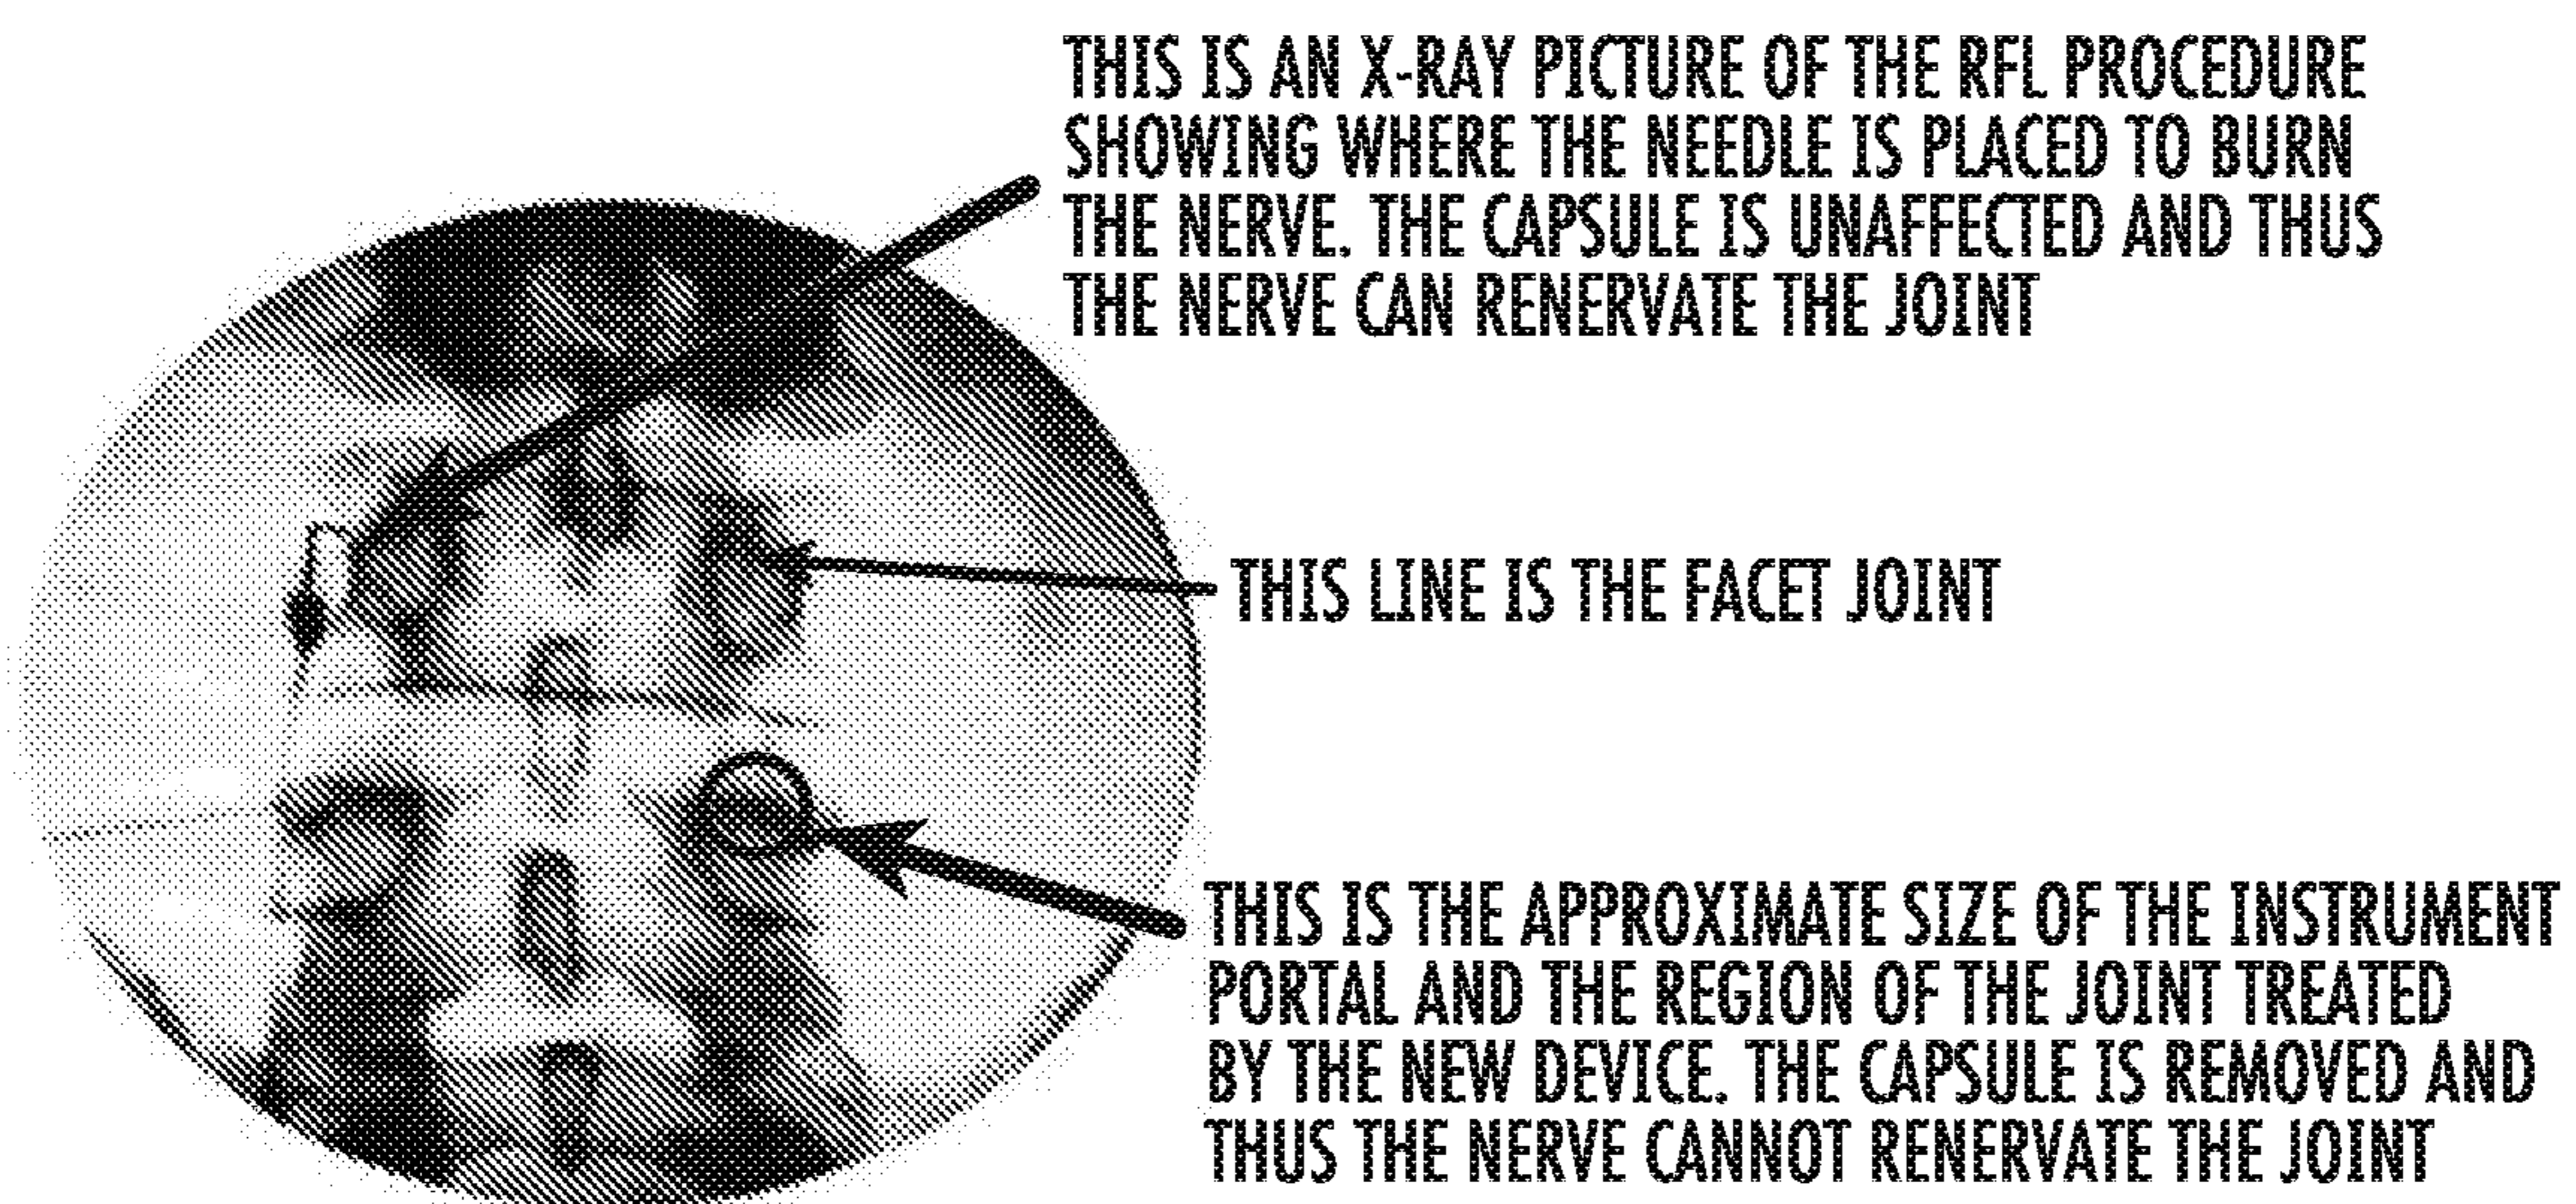 THIS IS AN X-RAY PICTURE OF THE RFL PROCEDURE
SHOWING WHERE THE NEEDLE IS PLACED TO BURN
THE NERVE. THE CAPSULE IS UNAFFECTED AND THUS
THE NERVE CAN RENERVATE THE JOINT
THIS LINE IS THE FACET JOINT
THIS IS THE APPROXIMATE SIZE OF THE INSTRUMENT
PORTAL AND THE REGION OF THE JOINT TREATED
BY THE NEW DEVICE. THE CAPSULE IS REMOVED AND
THUS THE NERVE CANNOT RENERVATE THE JOINT